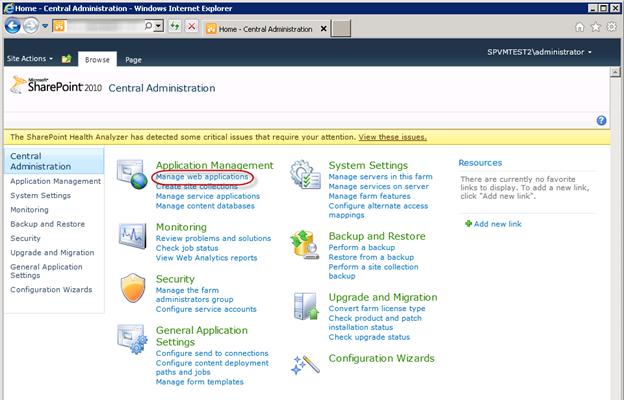 Home - Central Administration - Windows Internet Explorer
Home - Central Administration
SPVMTEST2\administrator
Site Actions
Browse
Page
Microsoft
SharePoint 2010
Central Administration
The SharePoint Health Analyzer has detected some critical issues that require your attention. View these issues.
Central
Administration
Application Management
System Settings
Monitoring
Backup and Restore
Security
Upgrade and Migration
General Application
Settings
Configuration Wizards
Application Management
Manage web applications
Create site collections
Manage service applications
Manage content databases
Monitoring
Review problems and solutions
Check job status
View Web Analytics reports
Security
Manage the farm
administrators group
Configure service accounts
General Application
Settings
Configure send to connections
Configure content deployment
paths and jobs
Manage form templates
System Settings
Manage servers in this farm
Manage services on server
Manage farm features
Configure alternate access
mappings
Backup and Restore
Perform a backup
Restore from a backup
Perform a site collection
backup
Upgrade and Migration
Convert farm license type
Check product and patch
installation status
Check upgrade status
Configuration Wizards
Resources
There are currently no favorite
links to display. To add a new link,
click "Add new link".
Add new link